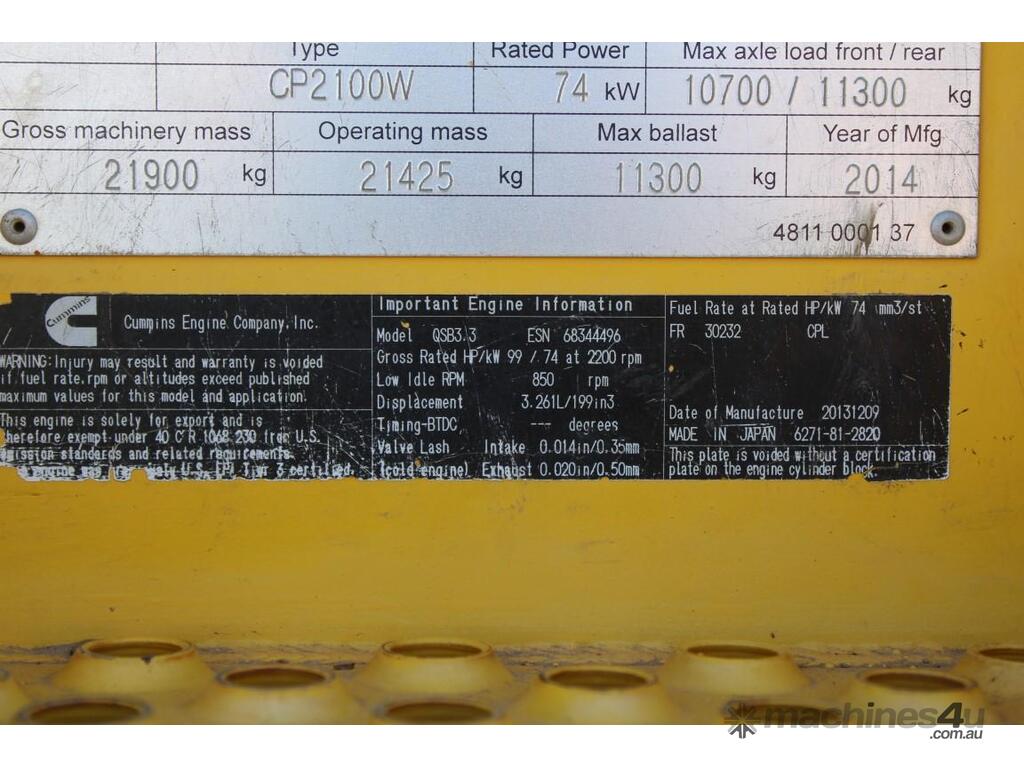 Type Rated Power Max axle load front / rear
CP2100W 74 kW 10700 / 11300 kg
Gross machinery mass Operating mass Max ballast Year of Mfg
21900 kg 21425 kg 11300 kg 2014
4811 0001 37
Cummins
Cummins Engine Company, Inc.
WARNING: Injury may result and warranty is voided
if fuel rate, rpm or altitudes exceed published
maximum values for this model and application.
This engine is solely for export and is
therefore exempt under 40 C R 1068 230 from U.S.
emission standards and related requirements.
engine was U.S. 3 certified.
Important Engine Information
Model QSB3.3 ESN 68344496
Gross Rated HP/kW 99 / 74 at 2200 rpm
Low Idle RPM 850 rpm
Displacement 3.261L/199in3
Timing-BTDC, --- degrees
Valve Lash Intake 0.014in/0.35mm
(cold engine) Exhaust 0.020in/0.50mm
Fuel Rate at Rated HP/kW 74 mm3/st
FR 30232 CPL
Date of Manufacture 20131209
MADE IN JAPAN 6271-81-2820
This plate is voided without a certification
plate on the engine cylinder block.
machines4u
.com.au